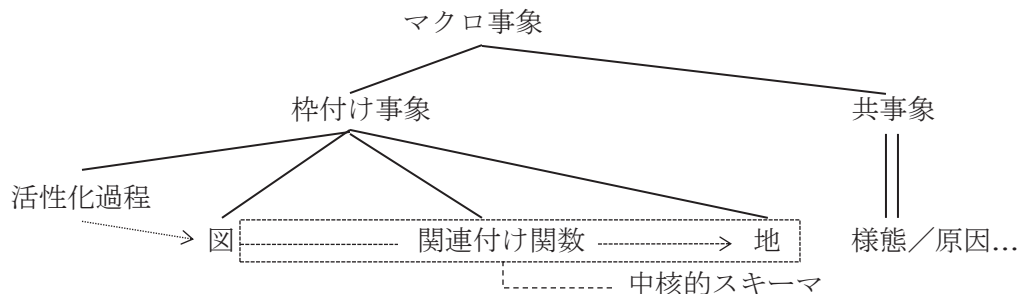 マクロ事象
枠付け事象 共事象
活性化過程
図 関連付け関数 地 様態／原因…
中核的スキーマ